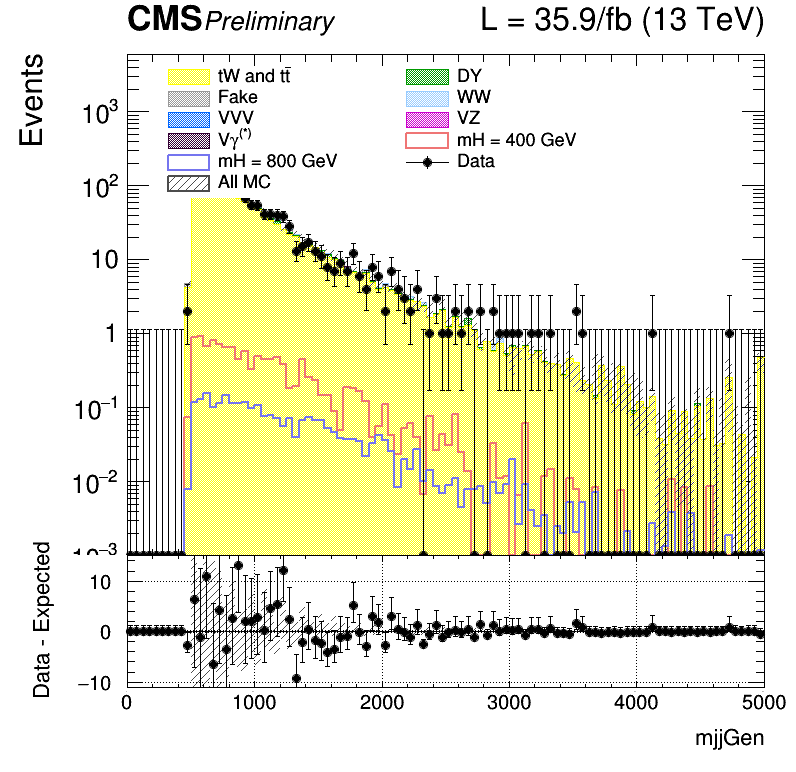 CMS Preliminary L = 35.9/fb (13 TeV)
Events
tW and tt̄ DY
Fake WW
VVV VZ
Vγ(*) mH = 400 GeV
mH = 800 GeV Data
All MC
10³
10²
10
1
10⁻¹
10⁻²
10⁻³
Data - Expected
10
0
−10
0 1000 2000 3000 4000 5000
mjjGen